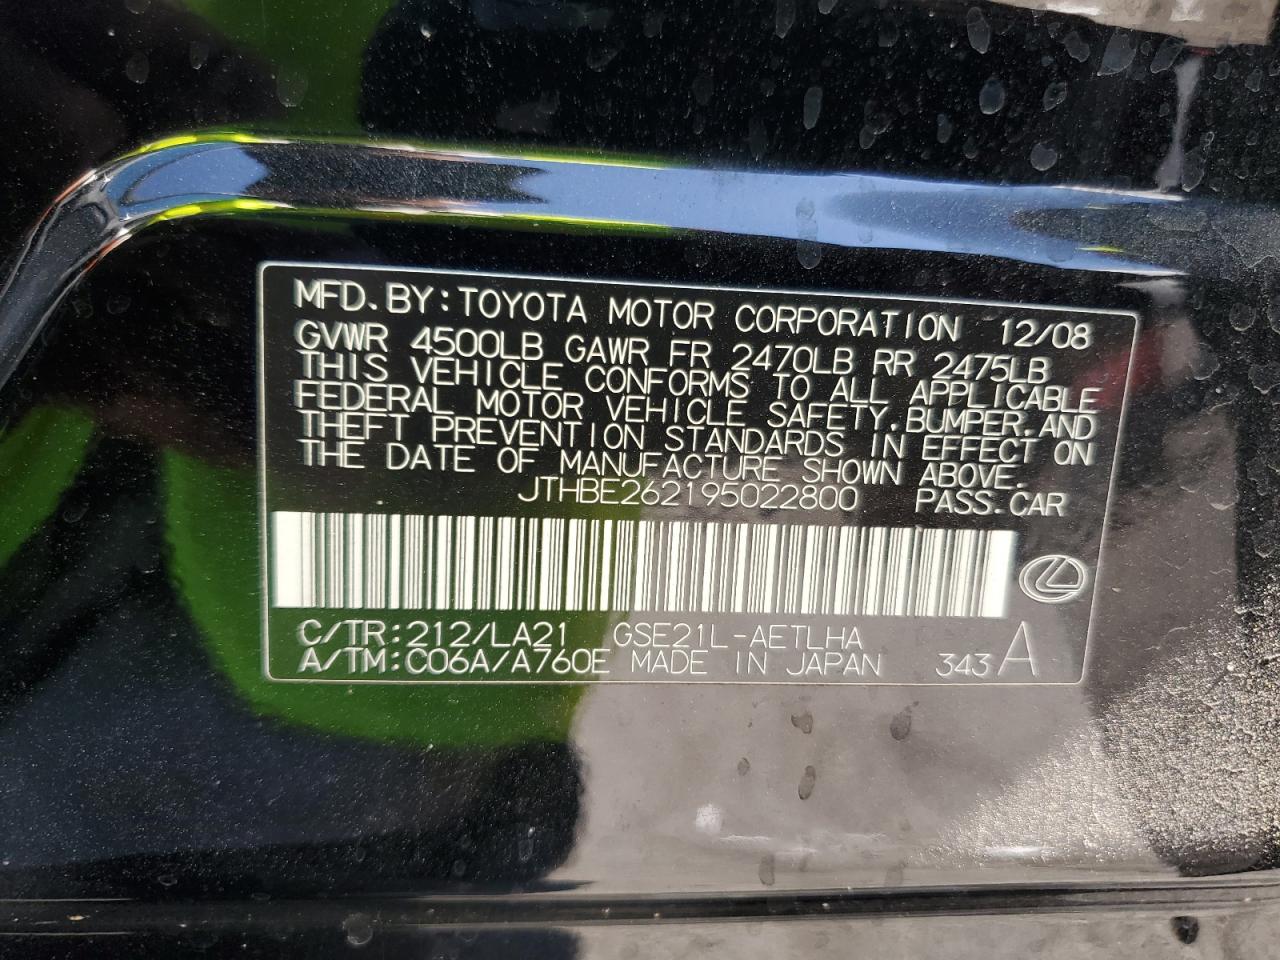 MFD.BY:TOYOTA MOTOR CORPORATION 12/08
GVWR 4500LB GAWR FR 2470LB RR 2475LB
THIS VEHICLE CONFORMS TO ALL APPLICABLE
FEDERAL MOTOR VEHICLE SAFETY,BUMPER,AND
THEFT PREVENTION STANDARDS IN EFFECT ON
THE DATE OF MANUFACTURE SHOWN ABOVE.
JTHBE262195022800 PASS.CAR
C/TR:212/LA21 GSE21L-AETLHA
A/TM:C06A/A760E MADE IN JAPAN 343 A